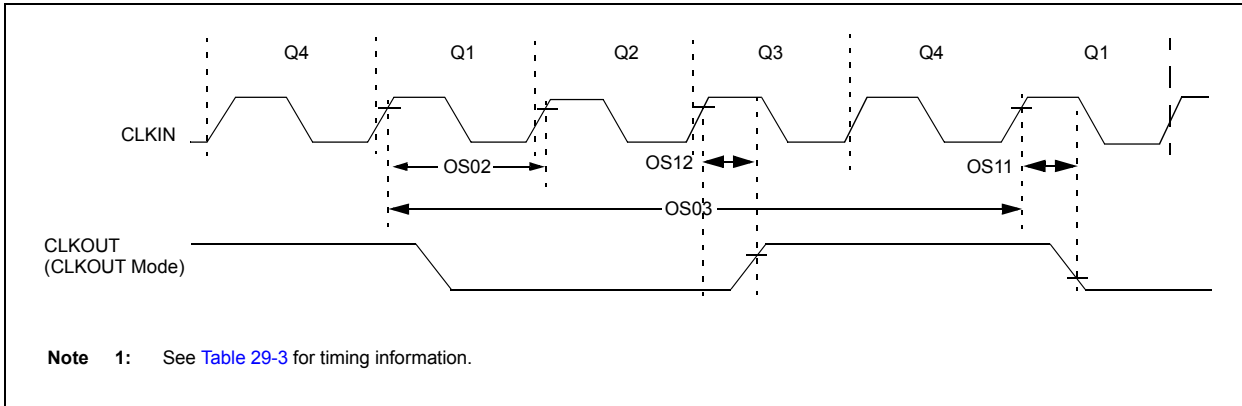 Q4 Q1 Q2 Q3 Q4 Q1
CLKIN
OS02
OS12
OS11
OS03
CLKOUT
(CLKOUT Mode)
Note 1: See Table 29-3 for timing information.